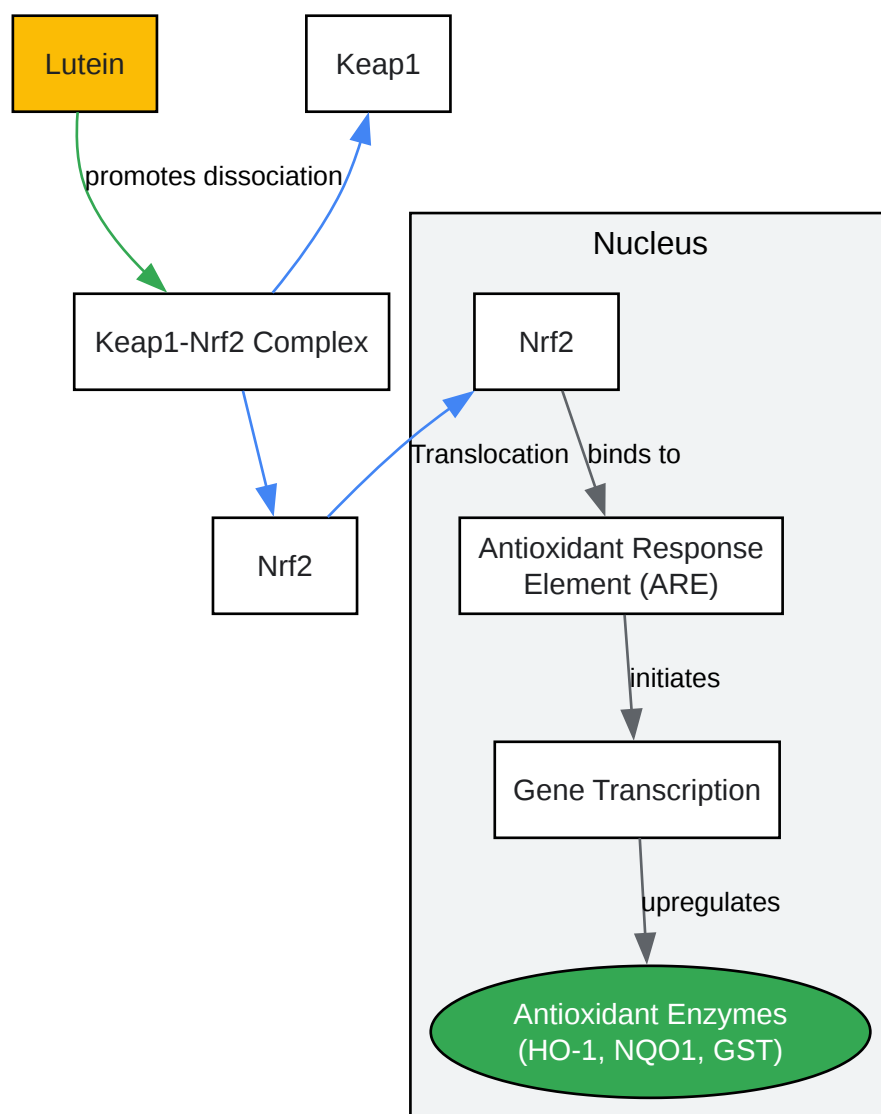 Lutein
Keap1
promotes dissociation
Nucleus
Keap1-Nrf2 Complex
Nrf2
Translocation
binds to
Nrf2
Antioxidant Response
Element (ARE)
initiates
Gene Transcription
upregulates
Antioxidant Enzymes
(HO-1, NQO1, GST)